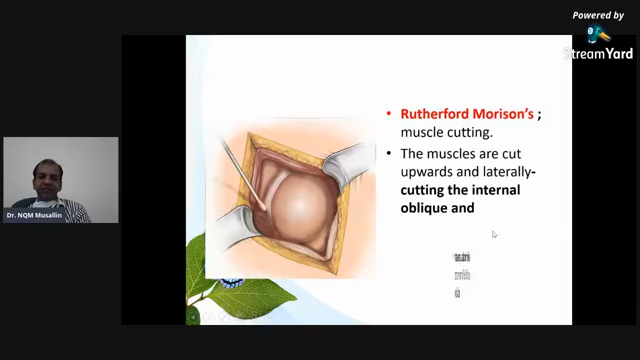 Powered by
StreamYard
Rutherford Morison's ;
muscle cutting.
The muscles are cut
upwards and laterally-
cutting the internal
oblique and
Dr. NQM Musallin